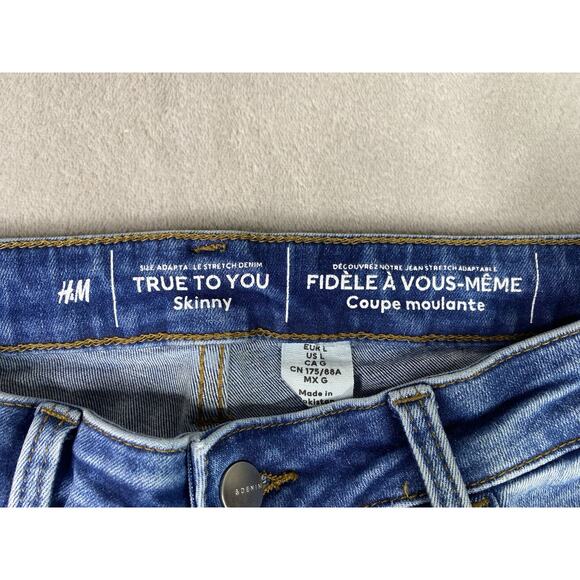 H&M
SIZE ADAPTABLE STRETCH DENIM
TRUE TO YOU
Skinny
DÉCOUVREZ NOTRE JEAN STRETCH ADAPTABLE
FIDÈLE À VOUS-MÊME
Coupe moulante
EUR L
US L
CA G
CN 175/88A
MX G
Made in
&DENIM